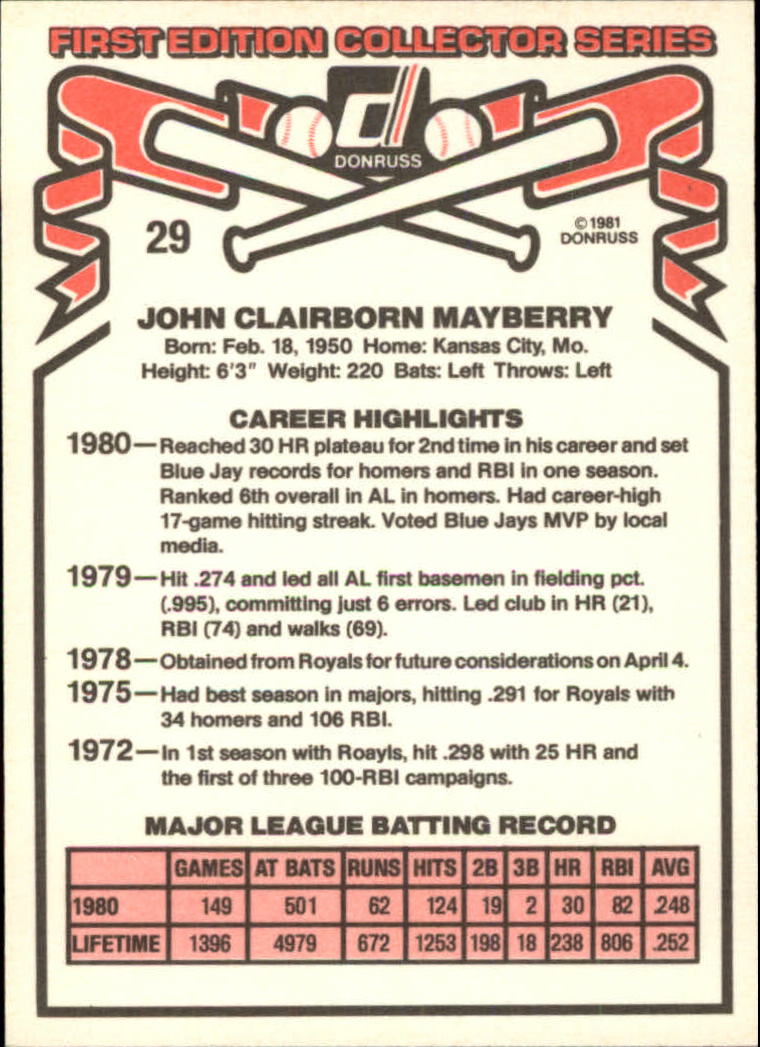 FIRST EDITION COLLECTOR SERIES
d
DONRUSS
29
© 1981
DONRUSS
JOHN CLAIRBORN MAYBERRY
Born: Feb. 18, 1950 Home: Kansas City, Mo.
Height: 6'3" Weight: 220 Bats: Left Throws: Left
CAREER HIGHLIGHTS
1980—Reached 30 HR plateau for 2nd time in his career and set
Blue Jay records for homers and RBI in one season.
Ranked 6th overall in AL in homers. Had career-high
17-game hitting streak. Voted Blue Jays MVP by local
media.
1979—Hit .274 and led all AL first basemen in fielding pct.
(.995), committing just 6 errors. Led club in HR (21),
RBI (74) and walks (69).
1978—Obtained from Royals for future considerations on April 4.
1975—Had best season in majors, hitting .291 for Royals with
34 homers and 106 RBI.
1972—In 1st season with Roayls, hit .298 with 25 HR and
the first of three 100-RBI campaigns.
MAJOR LEAGUE BATTING RECORD
GAMES AT BATS RUNS HITS 2B 3B HR RBI AVG
1980 149 501 62 124 19 2 30 82 .248
LIFETIME 1396 4979 672 1253 198 18 238 806 .252